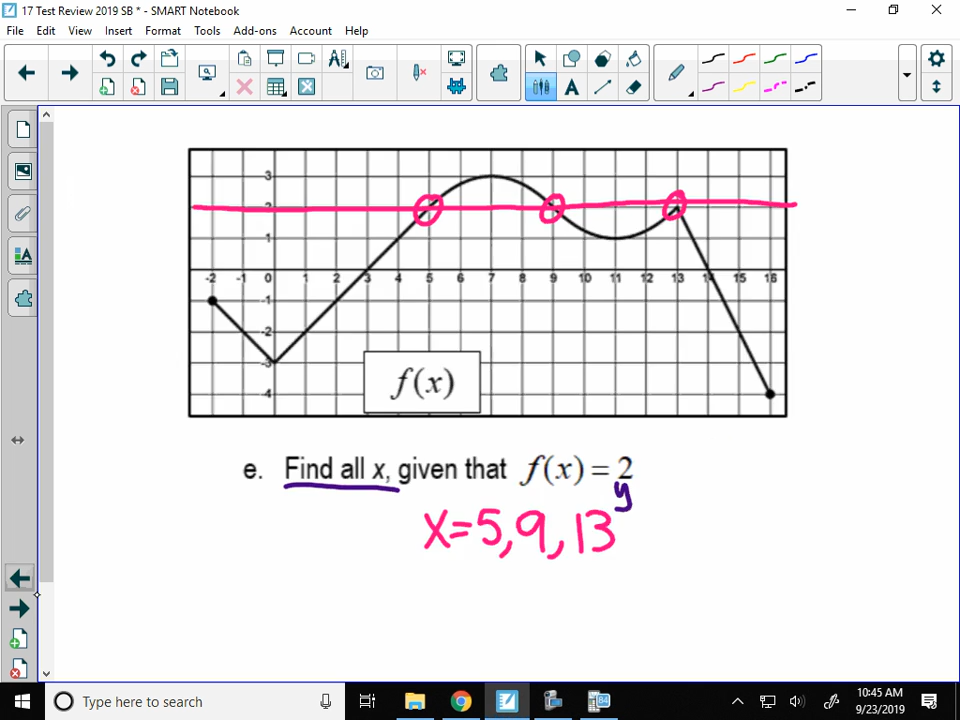 17 Test Review 2019 SB * - SMART Notebook
File Edit View Insert Format Tools Add-ons Account Help
3
2
1
-2 -1 0 1 2 3 4 5 6 7 8 9 10 11 12 13 14 15 16
-1
-2
-3
-4
f(x)
e. Find all x, given that f(x) = 2
y
x=5,9,13
Type here to search
10:45 AM
9/23/2019